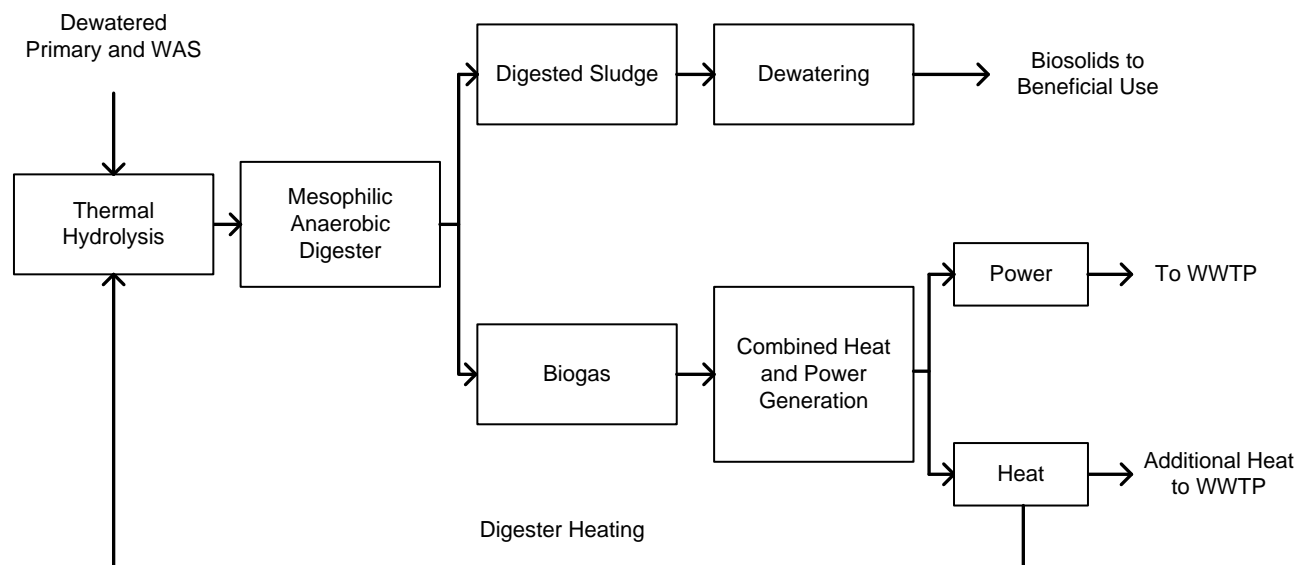 Dewatered
Primary and WAS
Digested Sludge
Dewatering
Biosolids to
Beneficial Use
Thermal
Hydrolysis
Mesophilic
Anaerobic
Digester
Biogas
Combined Heat
and Power
Generation
Power
To WWTP
Heat
Additional Heat
to WWTP
Digester Heating